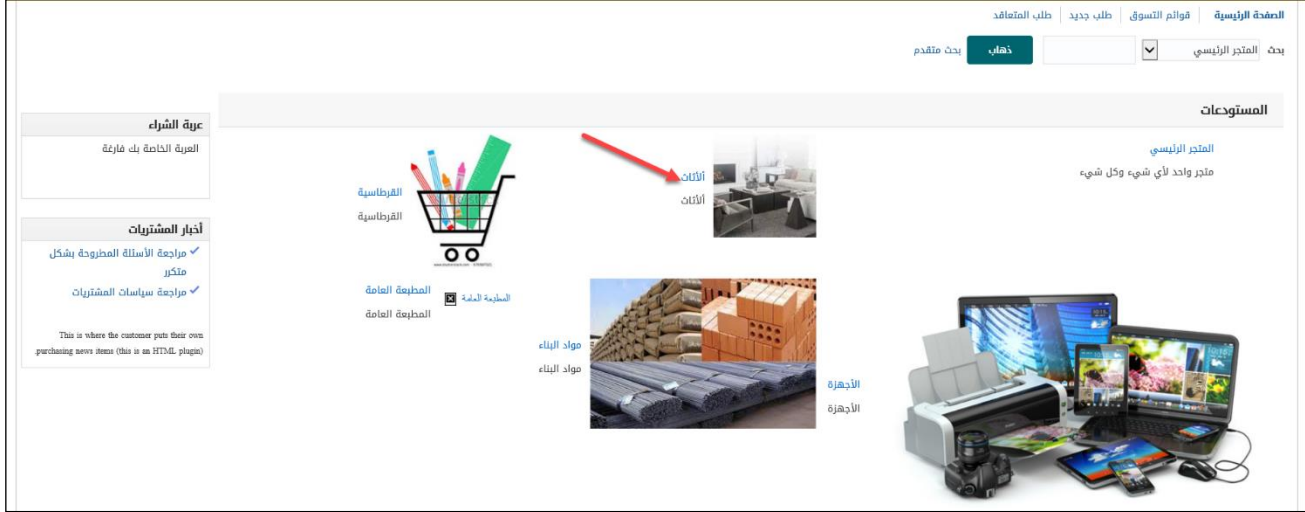 الصفحة الرئيسية
قوائم التسوق
طلب جديد
طلب المتعاقد
بحث
المتجر الرئيسي
ذهاب
بحث متقدم
المستودعات
المتجر الرئيسي
متجر واحد لأي شيء وكل شيء
ألأثاث
ألأثاث
القرطاسية
القرطاسية
الأجهزة
الأجهزة
مواد البناء
مواد البناء
المطبعة العامة
المطبعة العامة
المطبعة العامة
عربة الشراء
العربة الخاصة بك فارغة
أخبار المشتريات
مراجعة الأسئلة المطروحة بشكل
متكرر
مراجعة سياسات المشتريات
This is where the customer puts their own
.purchasing news items (this is an HTML plugin)